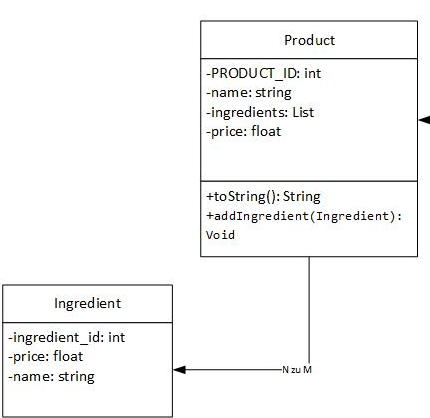 Product
-PRODUCT_ID: int
-name: string
-ingredients: List
-price: float
+toString(): String
+addIngredient(Ingredient):
Void
Ingredient
-ingredient_id: int
-price: float
-name: string
N zu M